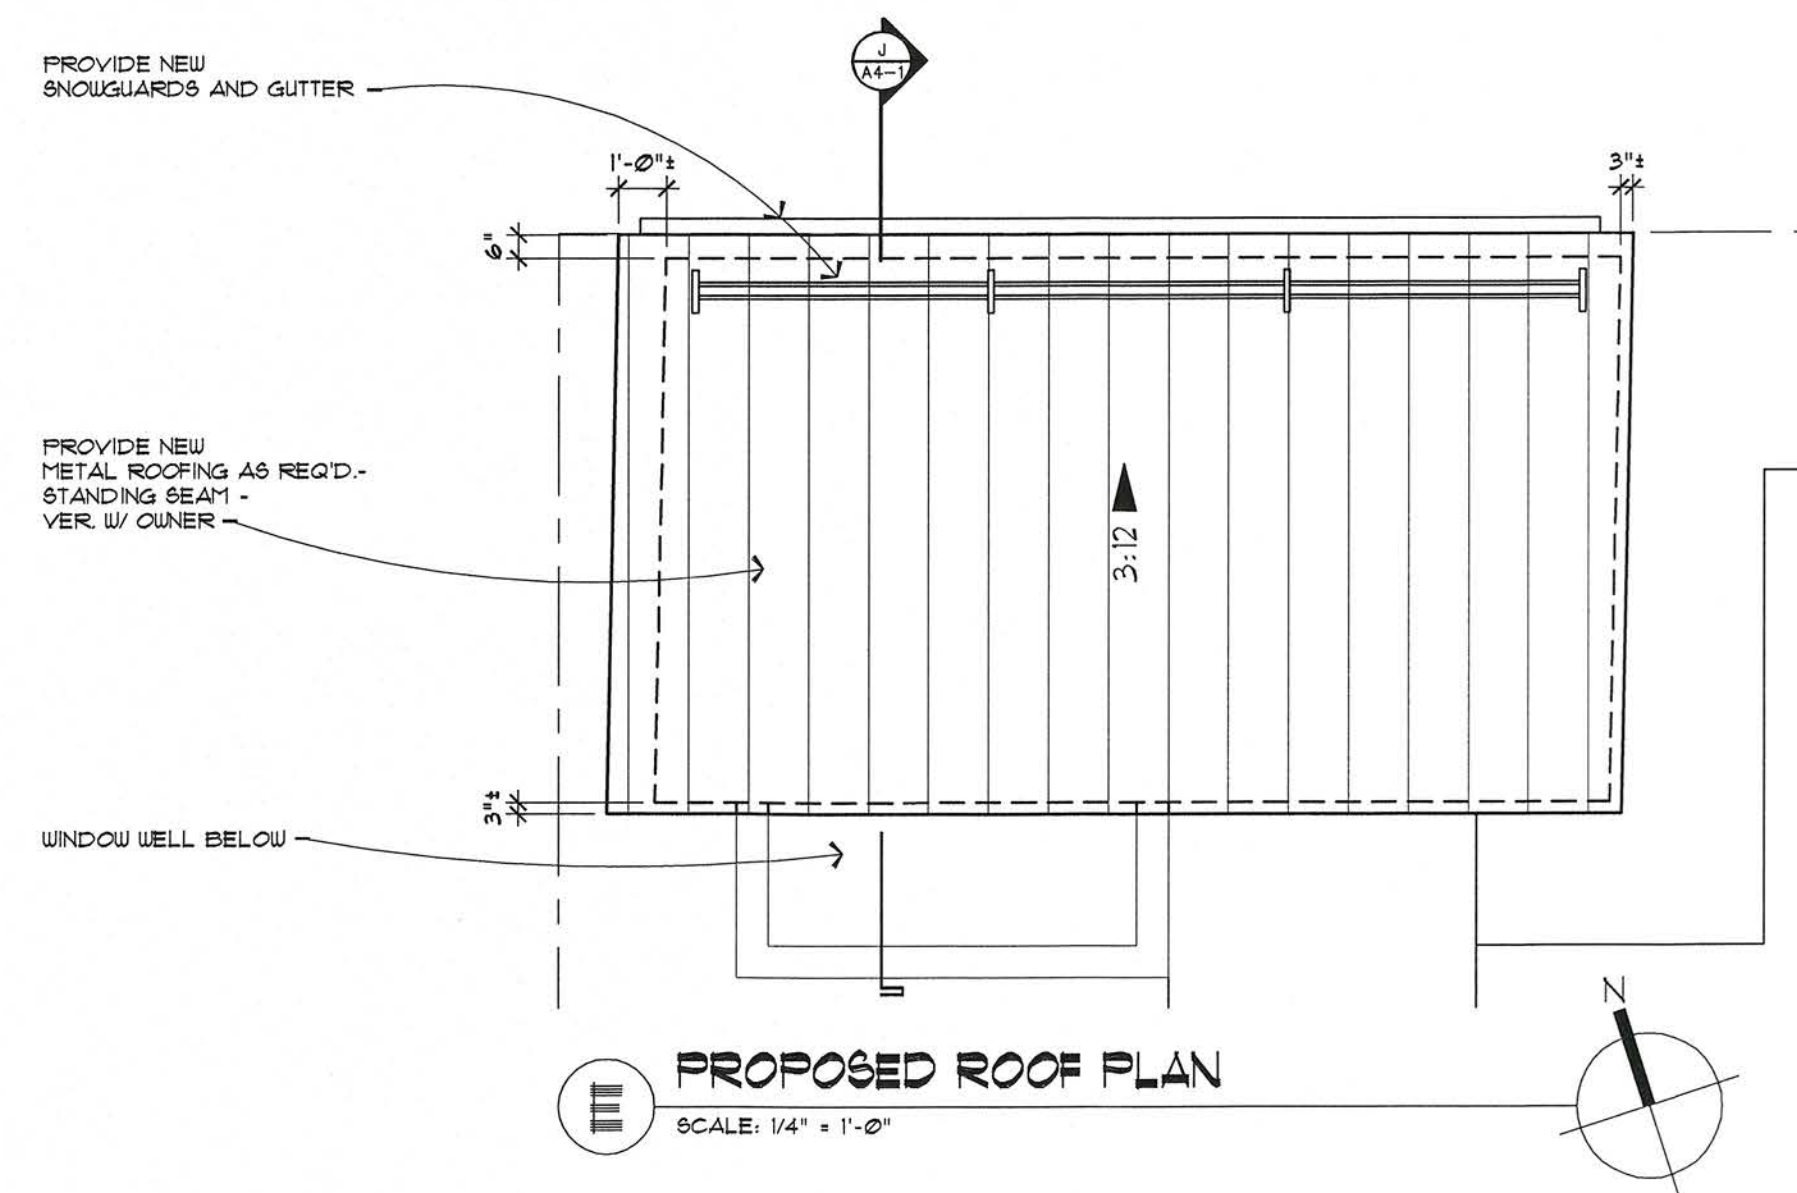 PROVIDE NEW
SNOWGUARDS AND GUTTER
J
A4-1
1'-0"±
3"±
6"
PROVIDE NEW
METAL ROOFING AS REQ'D.-
STANDING SEAM -
VER. W/ OWNER
3:12
3"±
WINDOW WELL BELOW
N
E
PROPOSED ROOF PLAN
SCALE: 1/4" = 1'-0"